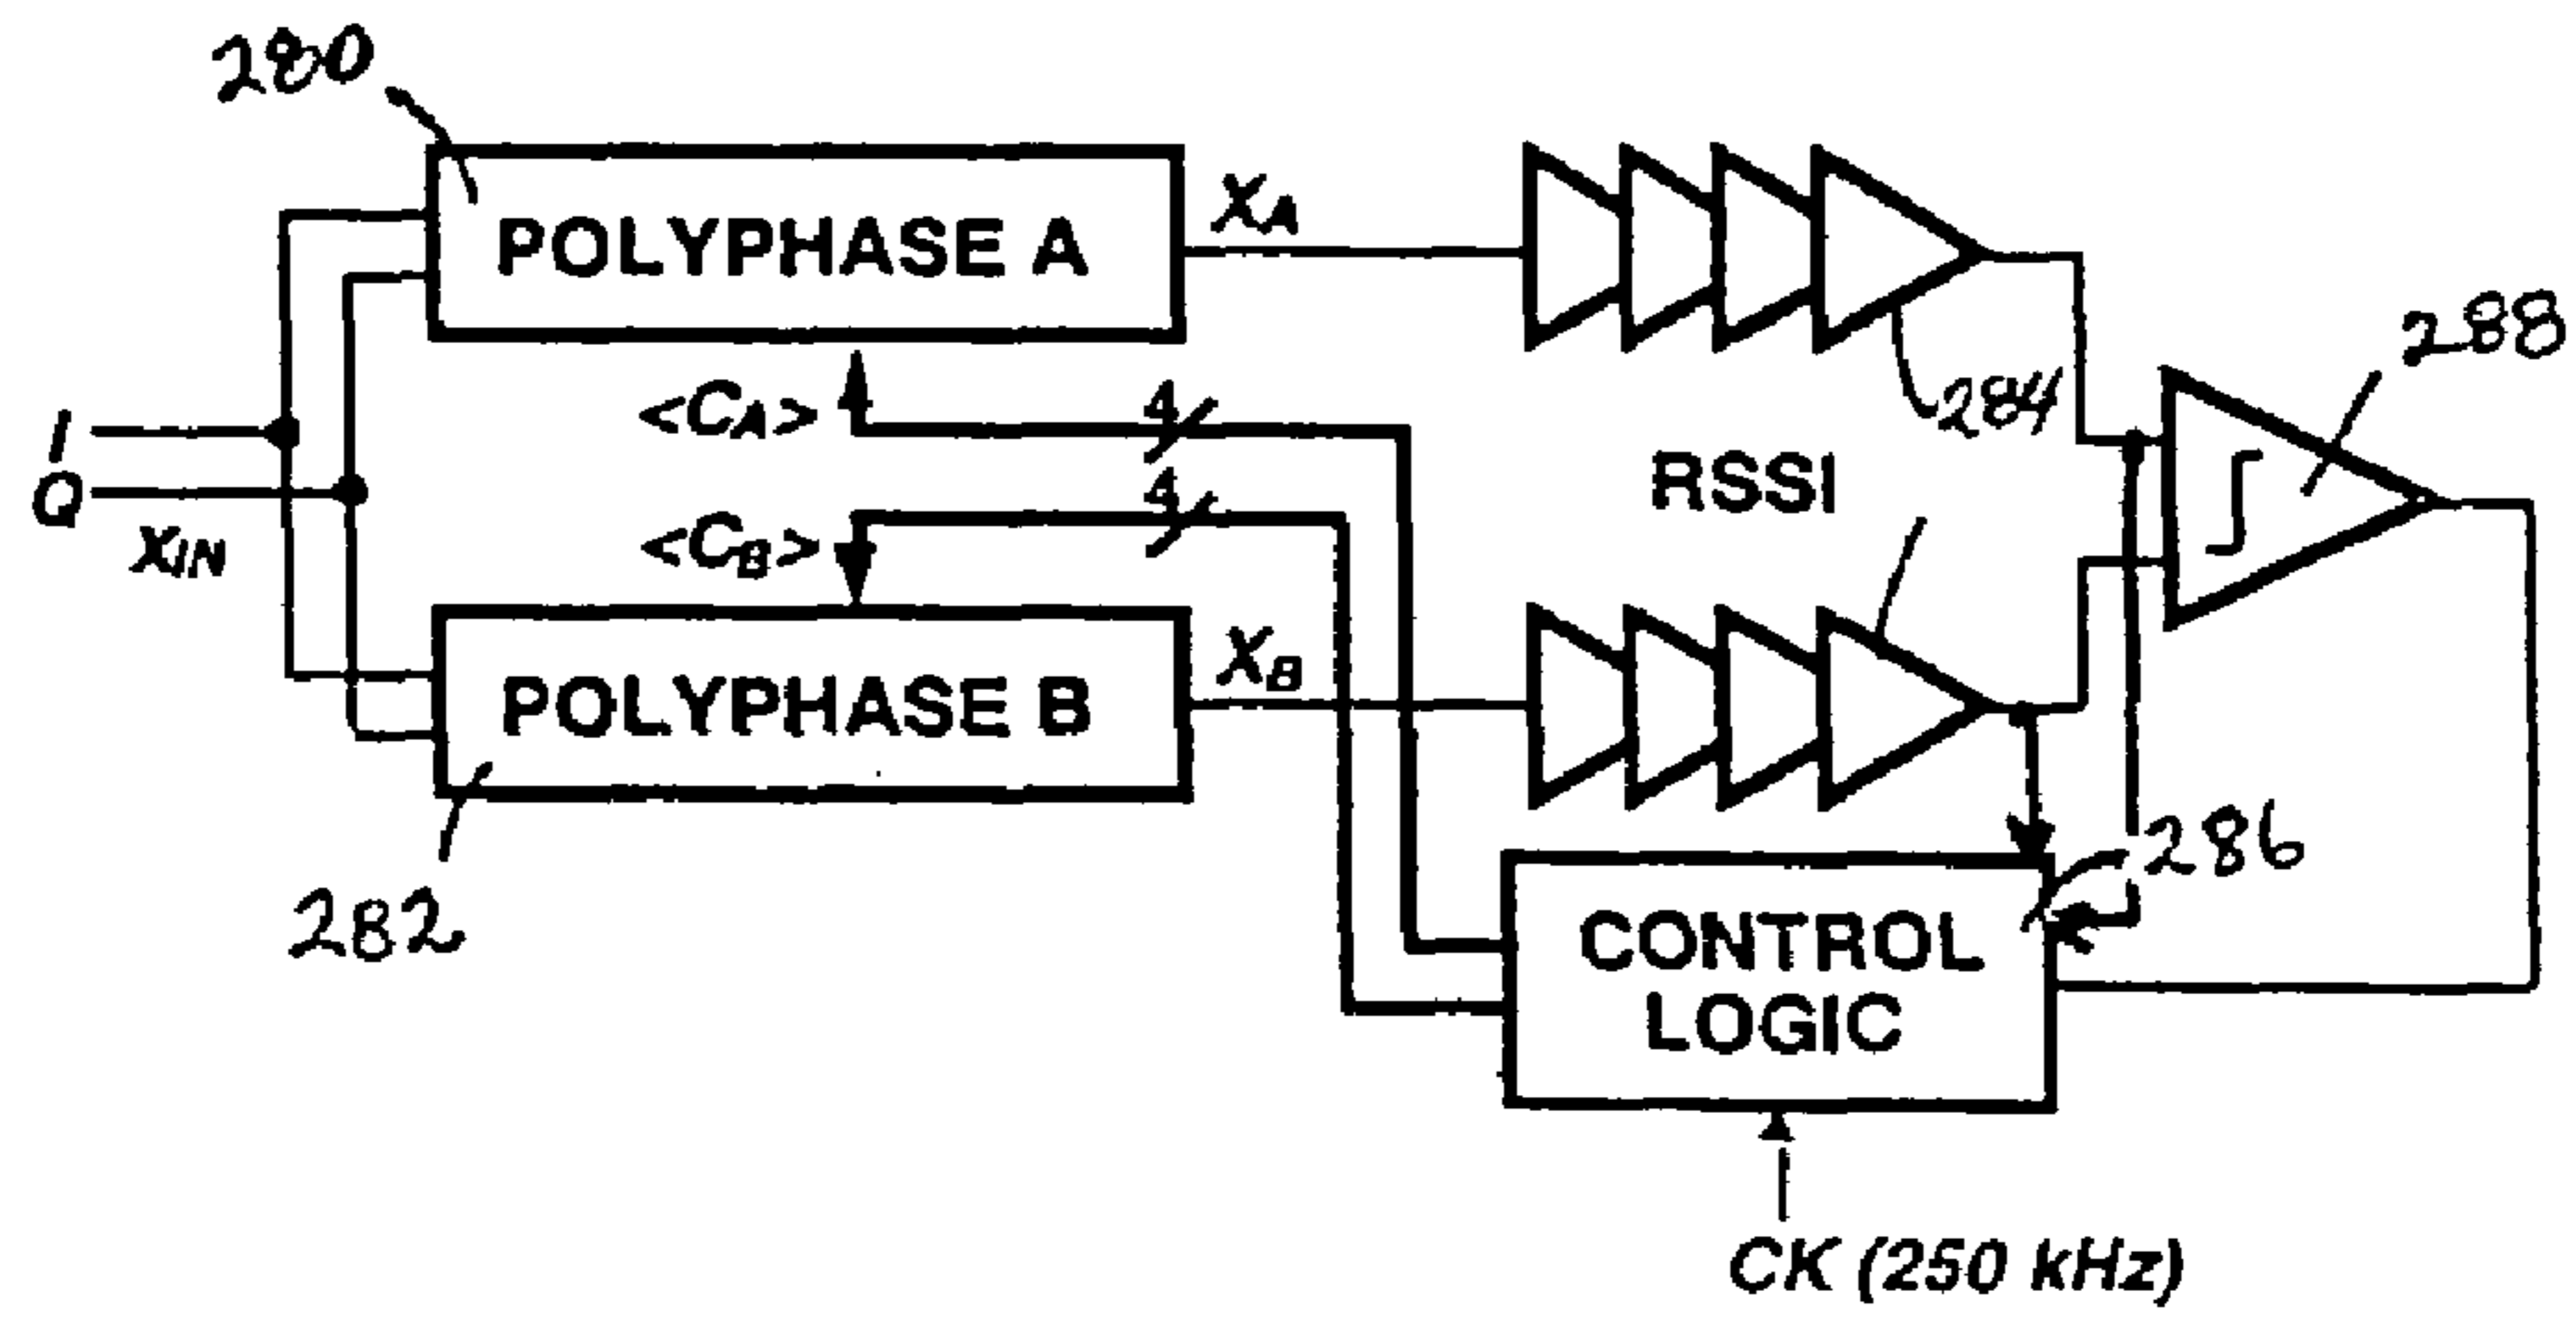 280
POLYPHASE A
XA
288
284
<CA>
4
I
Q
XIN
RSSI
4
<CB>
POLYPHASE B
XB
286
282
CONTROL
LOGIC
CK (250 kHz)